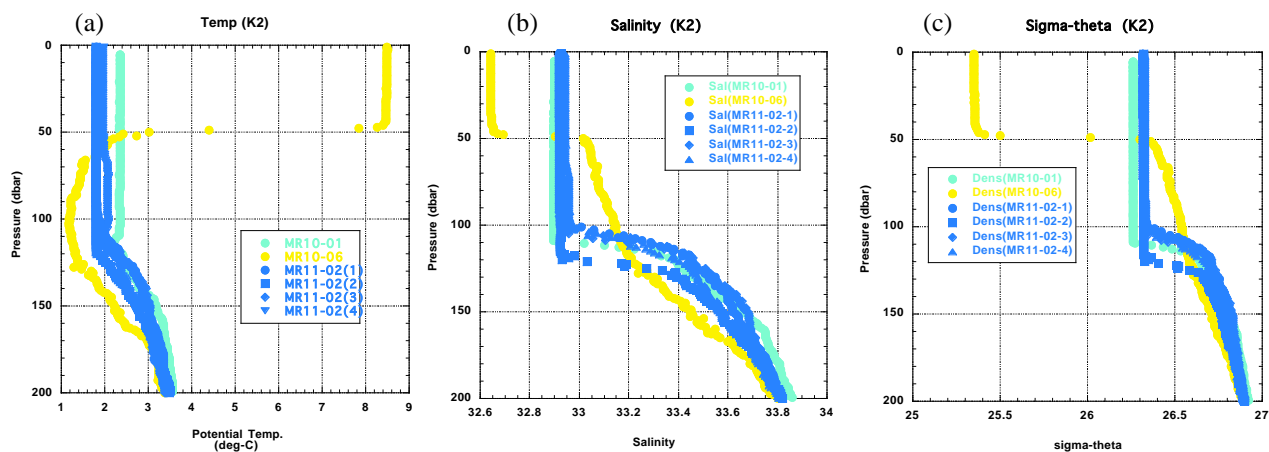 (a)
Temp (K2)
0
50
100
150
200
Pressure (dbar)
MR10-01
MR10-06
MR11-02(1)
MR11-02(2)
MR11-02(3)
MR11-02(4)
1 2 3 4 5 6 7 8 9
Potential Temp.
(deg-C)
(b)
Salinity (K2)
0
50
100
150
200
Pressure (dbar)
Sal(MR10-01)
Sal(MR10-06)
Sal(MR11-02-1)
Sal(MR11-02-2)
Sal(MR11-02-3)
Sal(MR11-02-4)
32.6 32.8 33 33.2 33.4 33.6 33.8 34
Salinity
(c)
Sigma-theta (K2)
0
50
100
150
200
Pressure (dbar)
Dens(MR10-01)
Dens(MR10-06)
Dens(MR11-02-1)
Dens(MR11-02-2)
Dens(MR11-02-3)
Dens(MR11-02-4)
25 25.5 26 26.5 27
sigma-theta